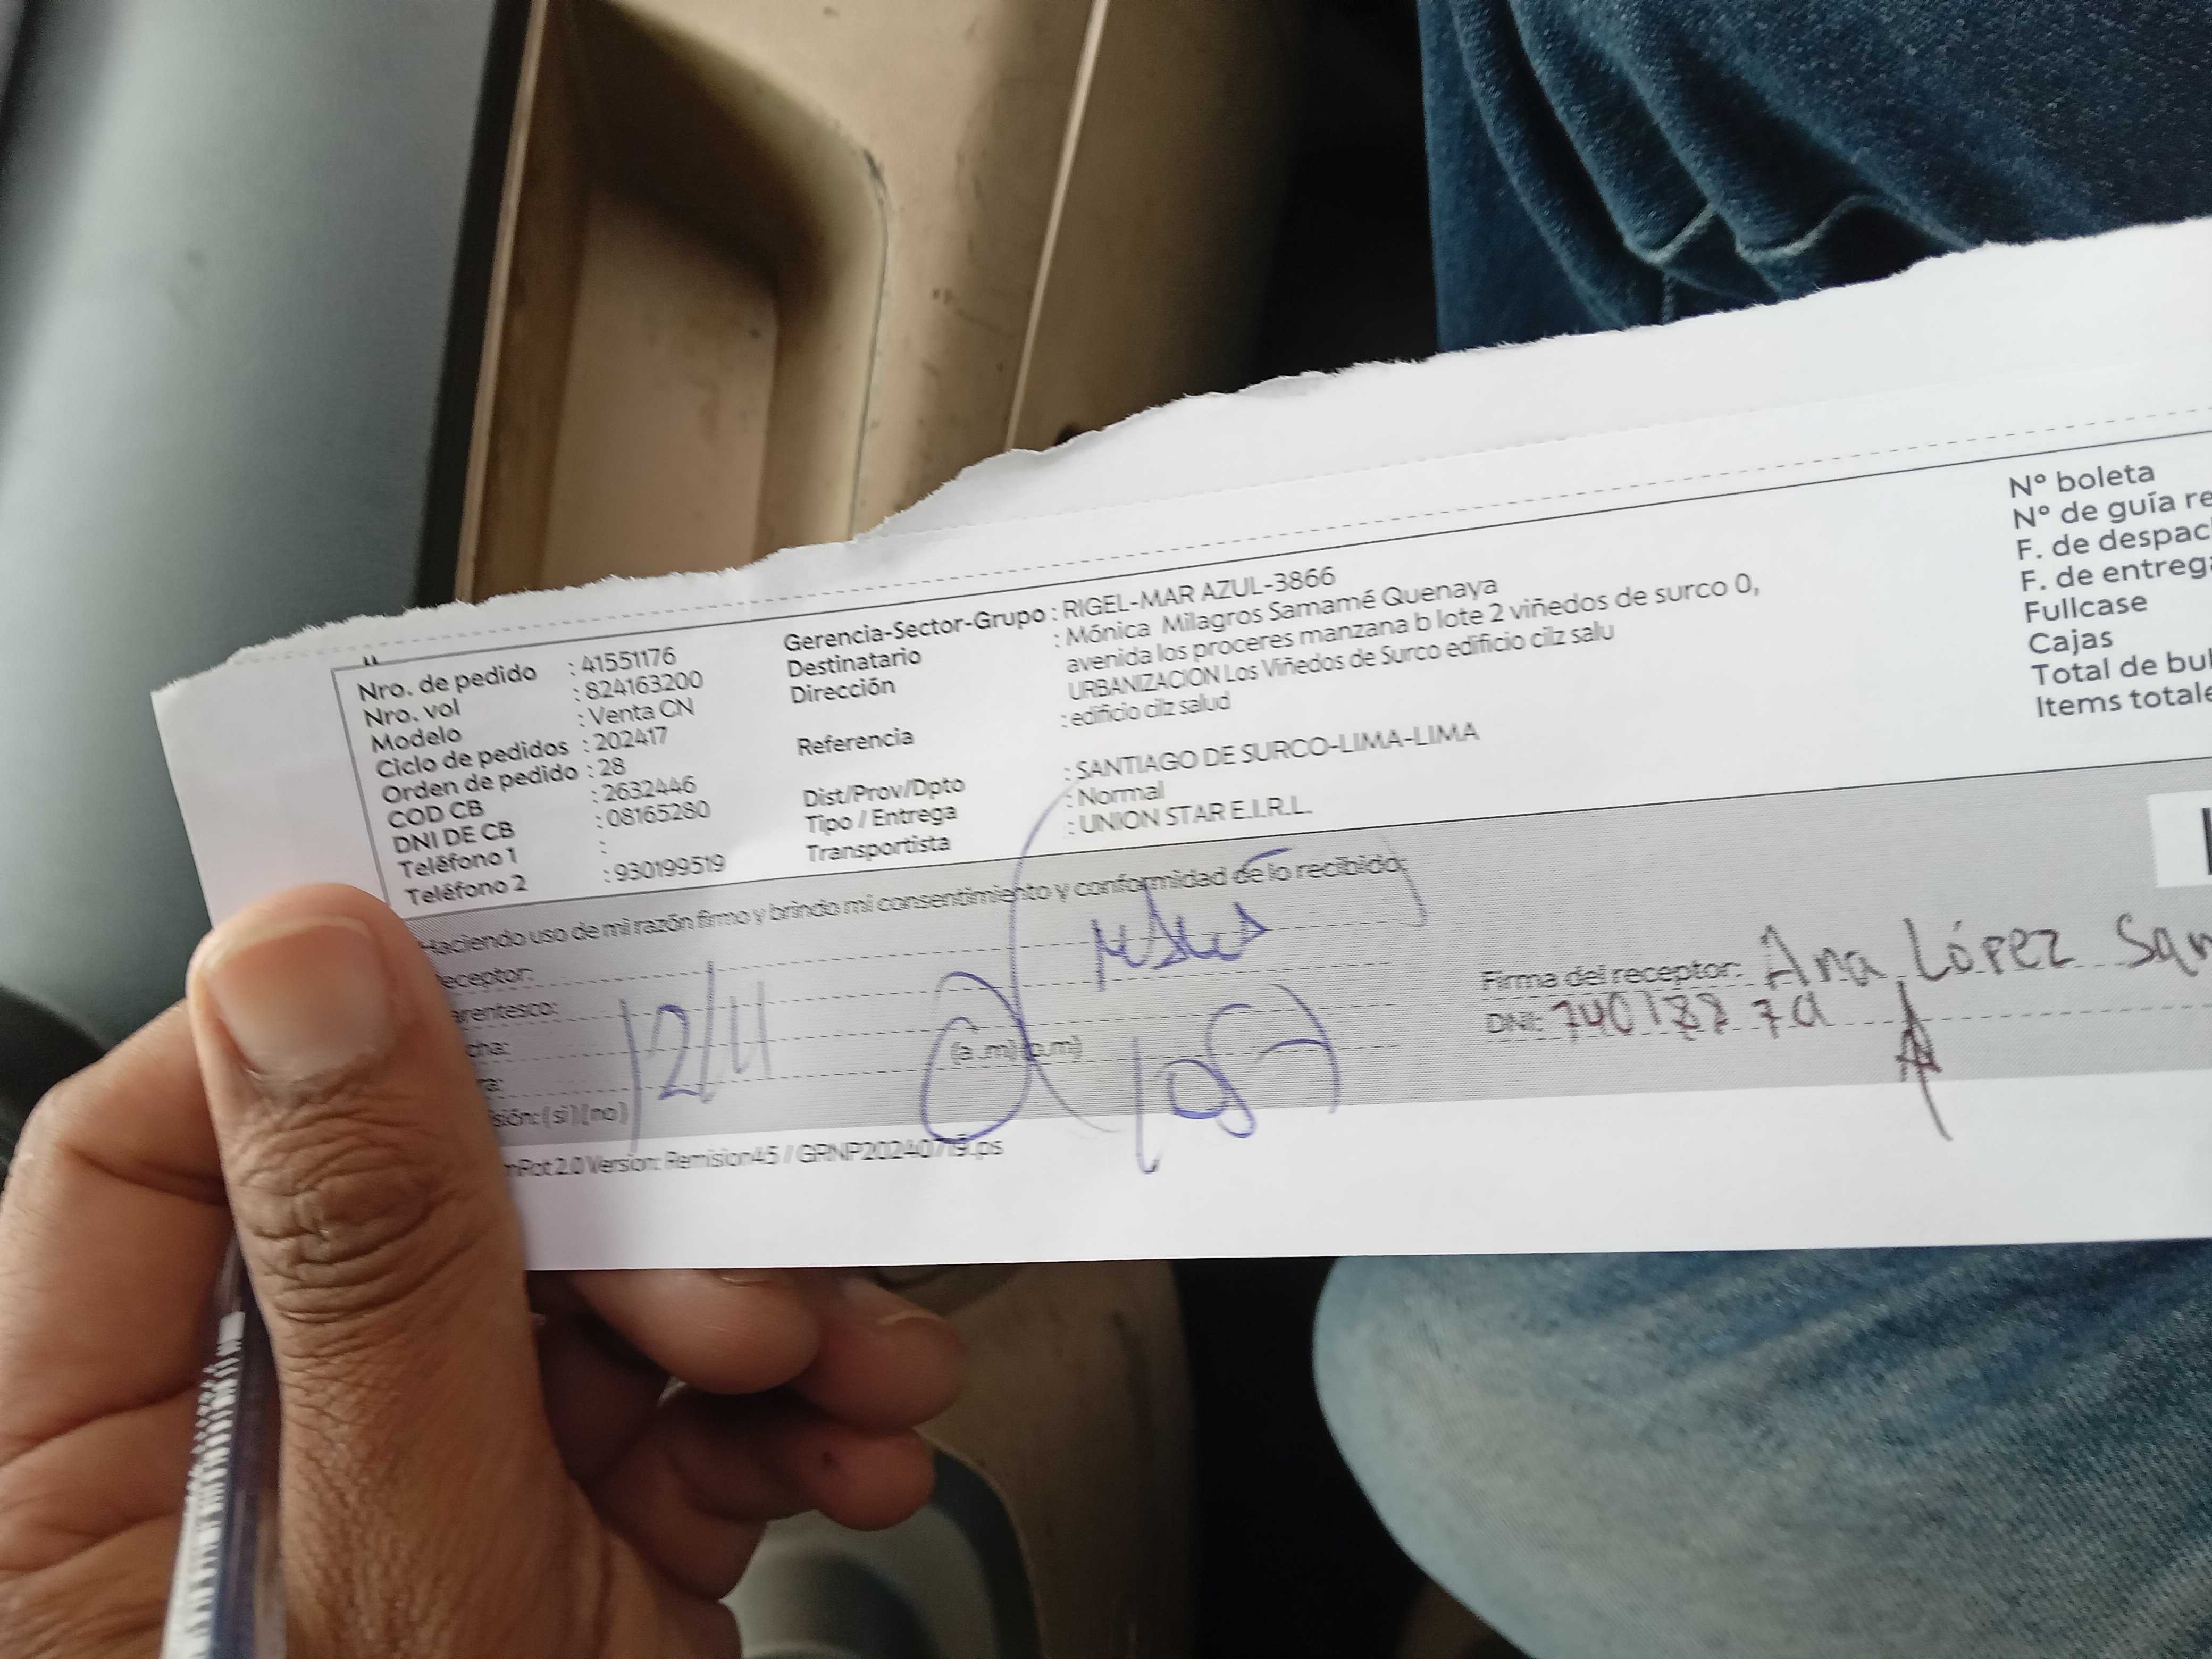 Nro. de pedido : 41551176
Nro. vol : 824163200
Modelo : Venta CN
Ciclo de pedidos : 202417
Orden de pedido : 28
COD CB : 2632446
DNI DE CB : 08165280
Teléfono 1 :
Teléfono 2 : 930199519
Gerencia-Sector-Grupo : RIGEL-MAR AZUL-3866
Destinatario : Mónica Milagros Samamé Quenaya
Dirección avenida los proceres manzana b lote 2 viñedos de surco 0,
URBANIZACION Los Viñedos de Surco edificio cilz salu
Referencia : edificio cilz salud
Dist/Prov/Dpto : SANTIAGO DE SURCO-LIMA-LIMA
Tipo / Entrega : Normal
Transportista : UNION STAR E.I.R.L.
N° boleta
N° de guía re
F. de despac
F. de entreg
Fullcase
Cajas
Total de bul
Items totale
Haciendo uso de mi razón firmo y brindo mi consentimiento y conformidad de lo recibido:
eceptor:
arentesco:
cha: 12/11
ra: (a .m) (p.m)
isión: (si) (no)
Firma del receptor: Ana López San
DNI:
mRot 2.0 Version: Remision45 / GRNP20240719.ps